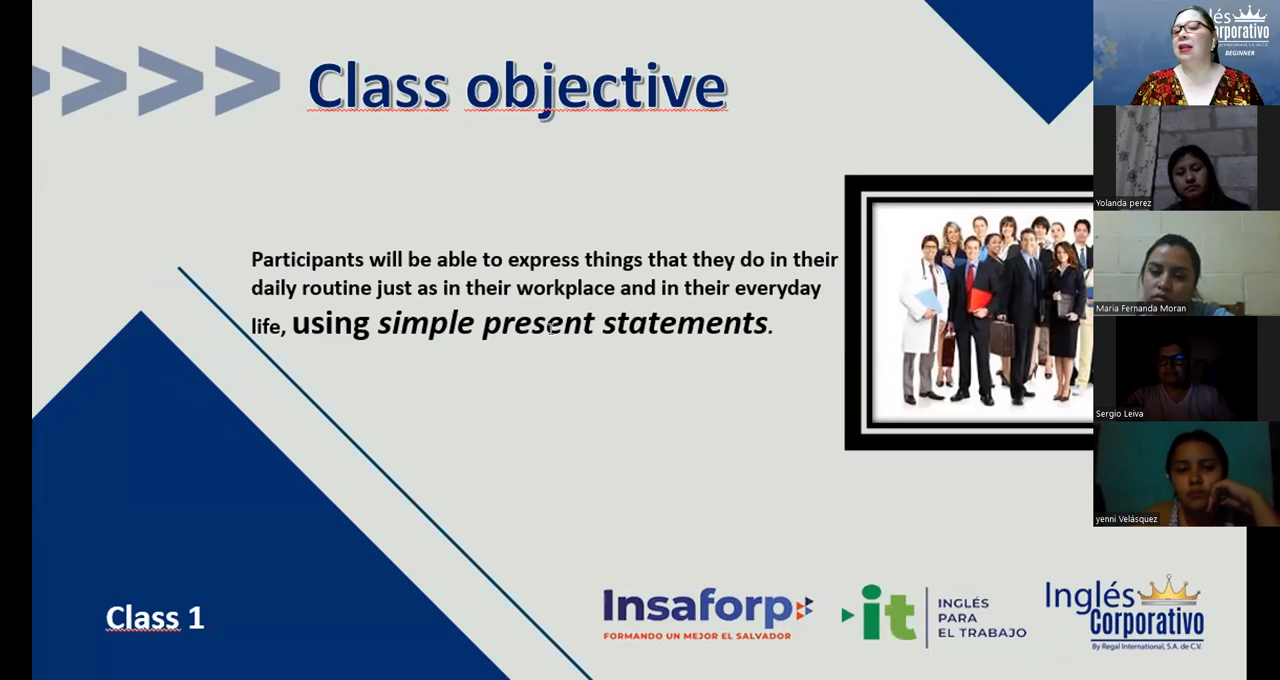 Class objective
Participants will be able to express things that they do in their
daily routine just as in their workplace and in their everyday
life, using simple present statements.
Class 1
Insaforp
FORMANDO UN MEJOR EL SALVADOR
it
INGLÉS
PARA
EL TRABAJO
Inglés
Corporativo
By Regal International, S.A. de C.V.
lés
orporativo
BEGINNER
Yolanda perez
Maria Fernanda Moran
Sergio Leiva
yenni Velásquez